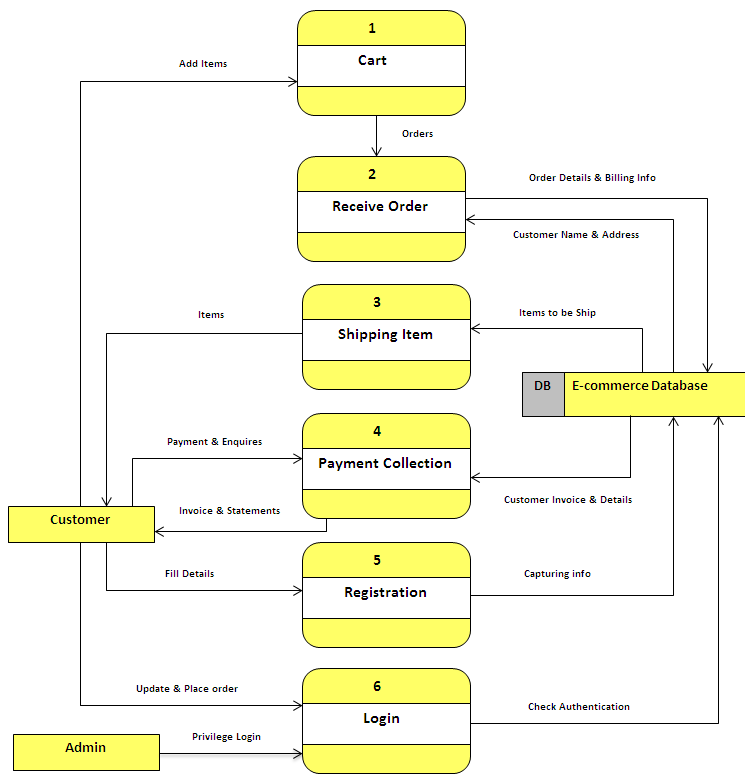 1
Cart
Add Items
Orders
2
Receive Order
Order Details & Billing Info
Customer Name & Address
3
Shipping Item
Items
Items to be Ship
DB
E-commerce Database
4
Payment Collection
Payment & Enquires
Invoice & Statements
Customer Invoice & Details
Customer
5
Registration
Fill Details
Capturing info
6
Login
Update & Place order
Check Authentication
Admin
Privilege Login